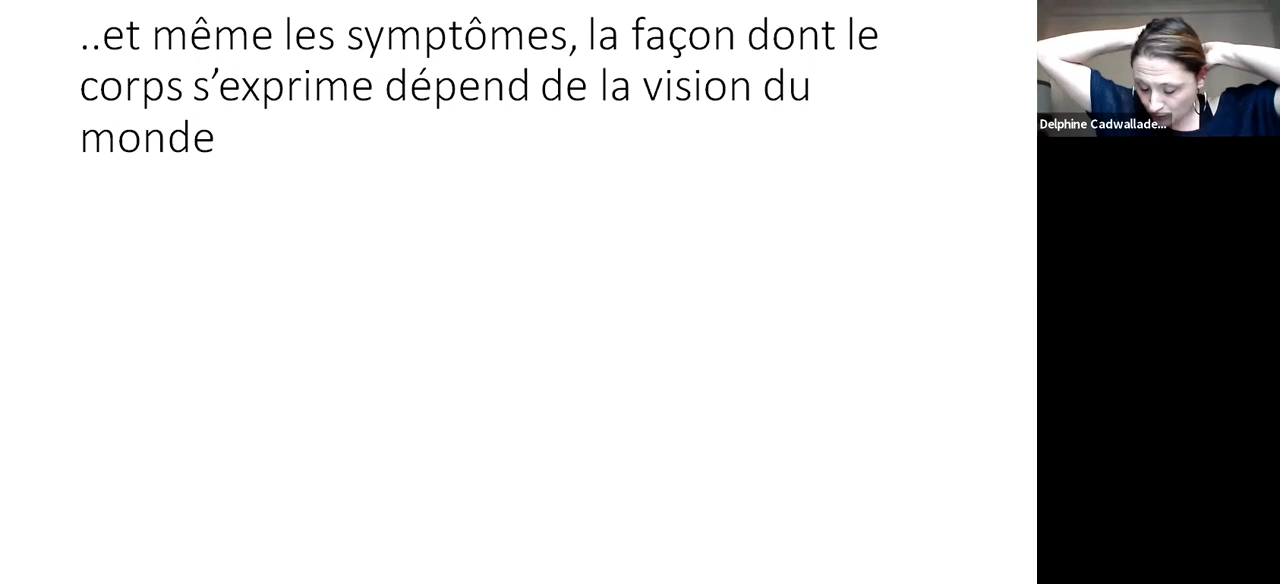 ..et même les symptômes, la façon dont le
corps s’exprime dépend de la vision du
monde
Delphine Cadwallade...